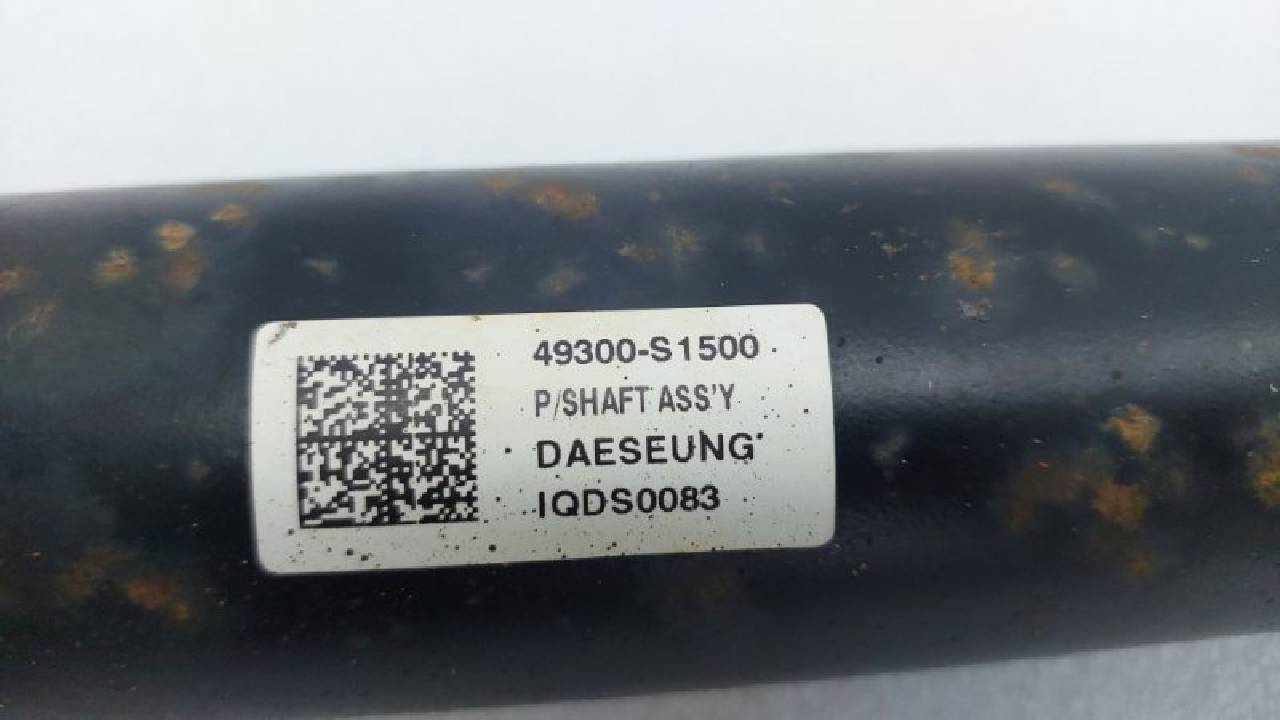 49300-S1500
P/SHAFT ASS'Y
DAESEUNG
IQDS0083